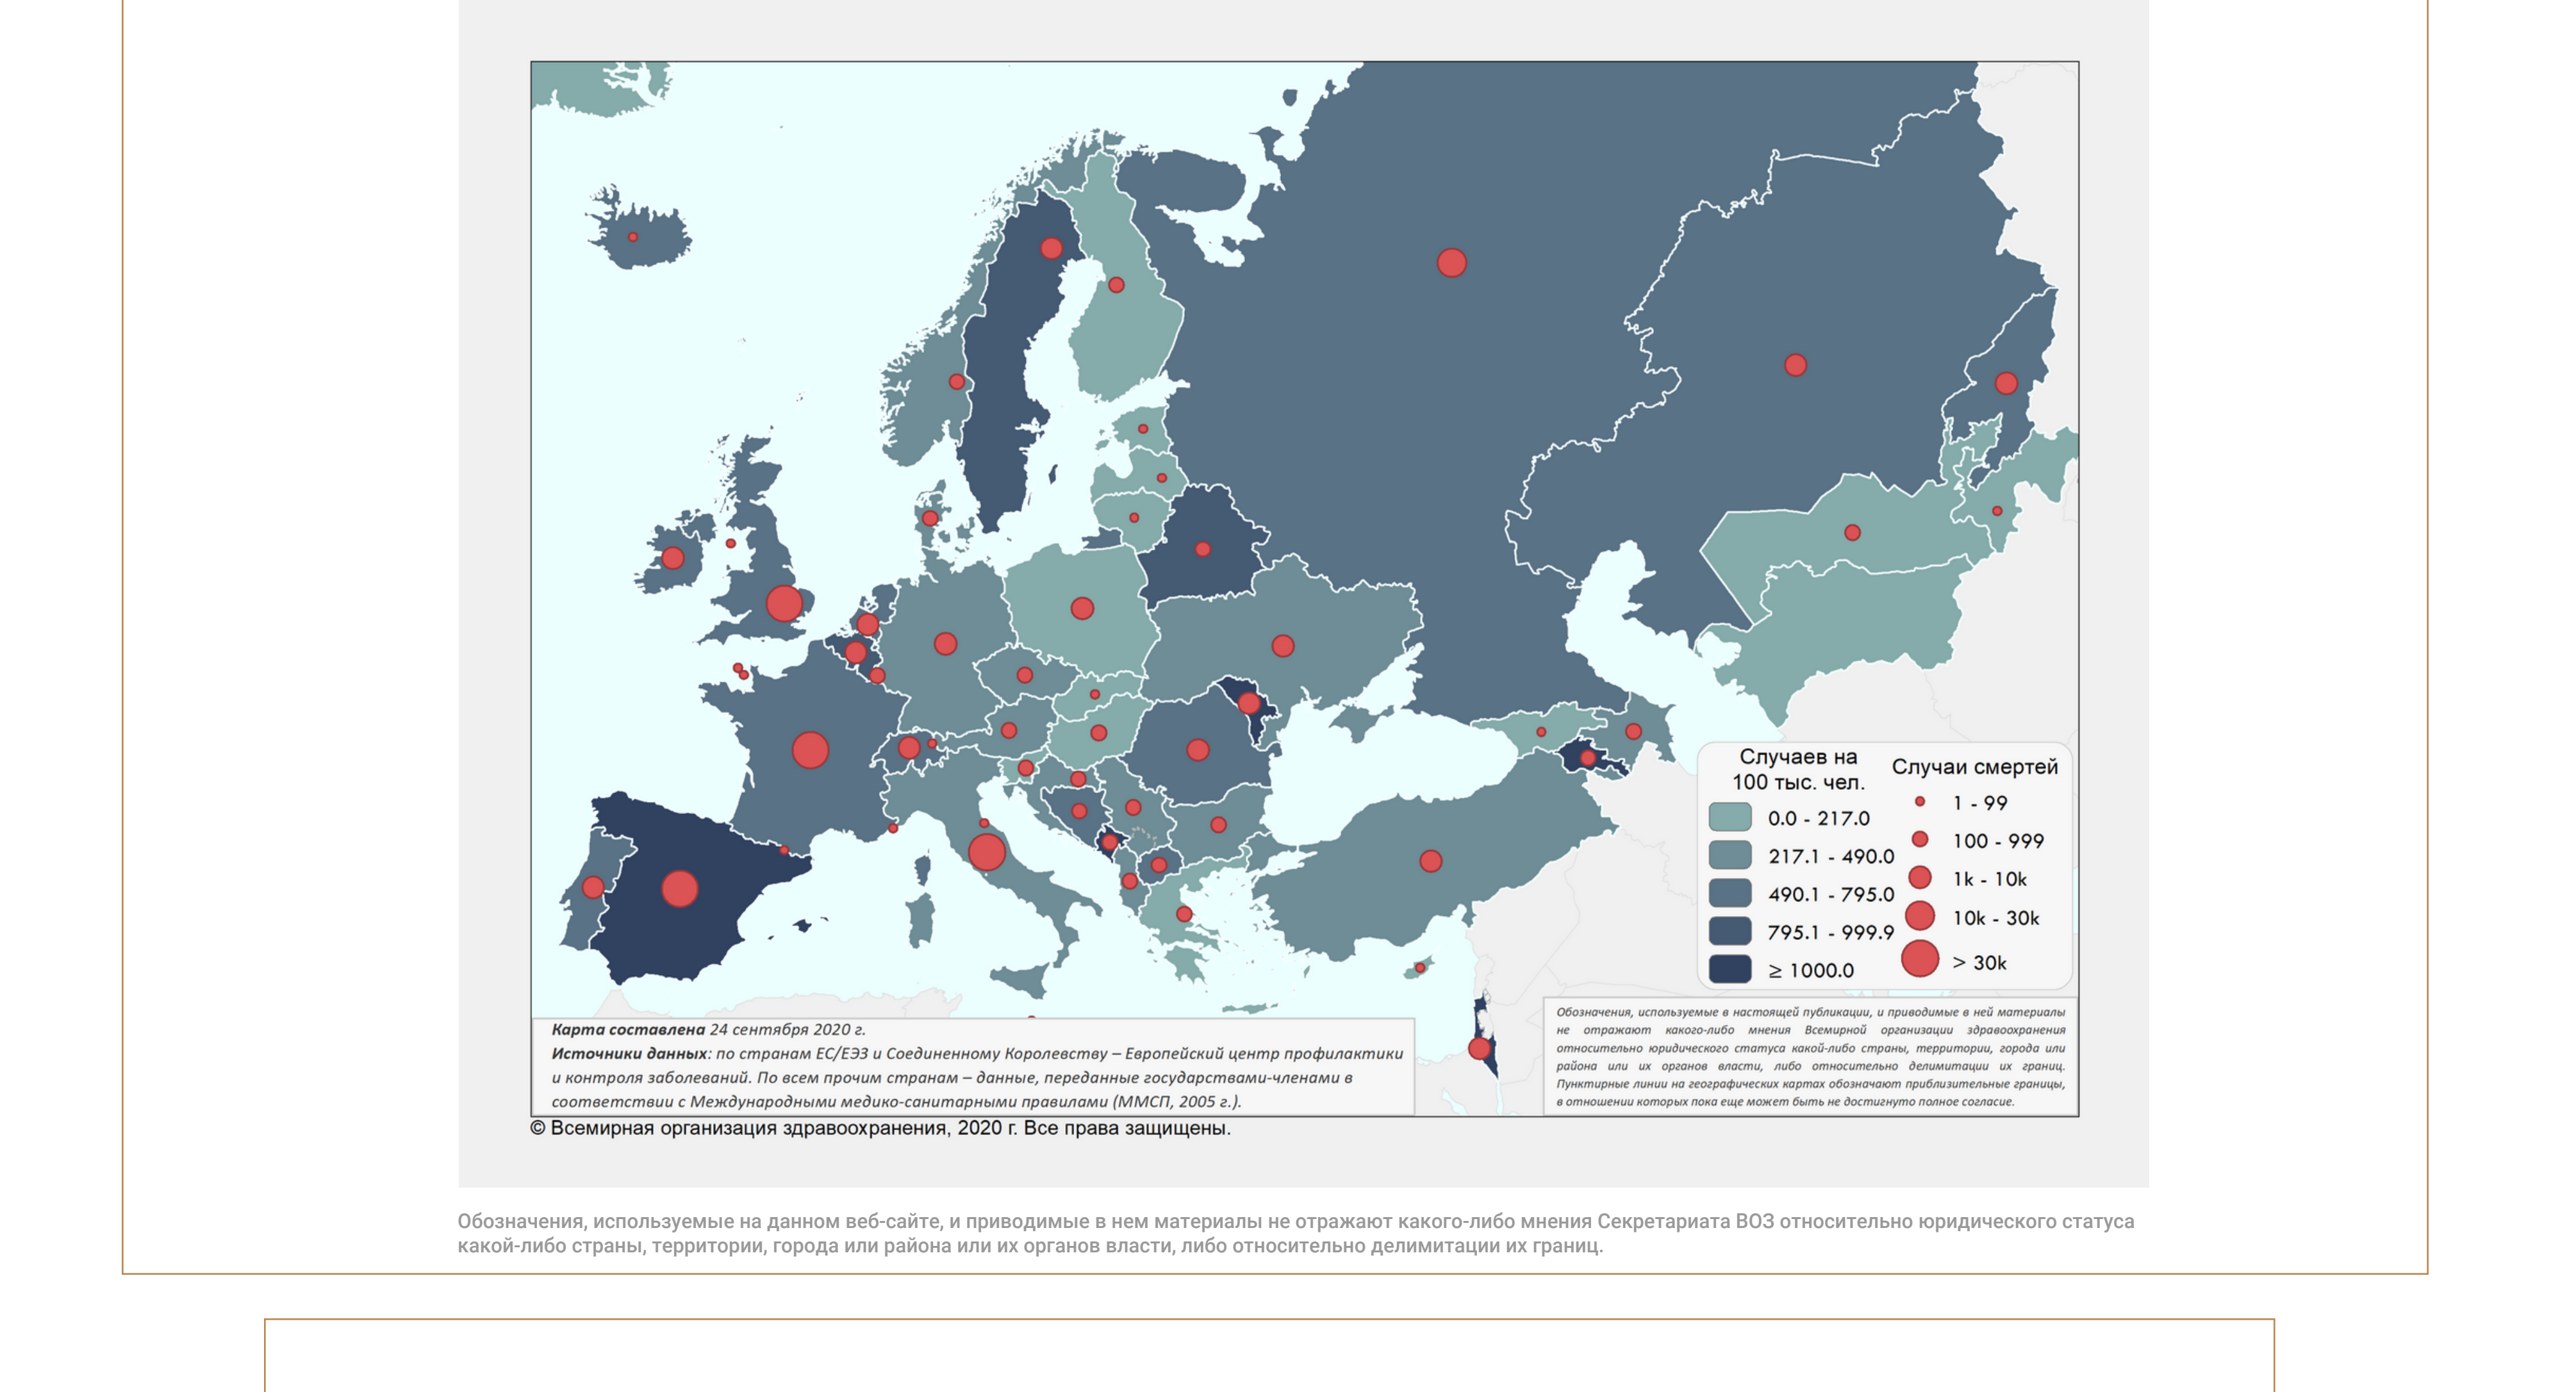 Случаев на
100 тыс. чел.
0.0 - 217.0
217.1 - 490.0
490.1 - 795.0
795.1 - 999.9
≥ 1000.0
Случаи смертей
1 - 99
100 - 999
1k - 10k
10k - 30k
> 30k
Карта составлена 24 сентября 2020 г.
Источники данных: по странам ЕС/ЕЭЗ и Соединенному Королевству – Европейский центр профилактики
и контроля заболеваний. По всем прочим странам – данные, переданные государствами-членами в
соответствии с Международными медико-санитарными правилами (ММСП, 2005 г.).
Обозначения, используемые в настоящей публикации, и приводимые в ней материалы
не отражают какого-либо мнения Всемирной организации здравоохранения
относительно юридического статуса какой-либо страны, территории, города или
района или их органов власти, либо относительно делимитации их границ.
Пунктирные линии на географических картах обозначают приблизительные границы,
в отношении которых пока еще может быть не достигнуто полное согласие.
© Всемирная организация здравоохранения, 2020 г. Все права защищены.
Обозначения, используемые на данном веб-сайте, и приводимые в нем материалы не отражают какого-либо мнения Секретариата ВОЗ относительно юридического статуса
какой-либо страны, территории, города или района или их органов власти, либо относительно делимитации их границ.